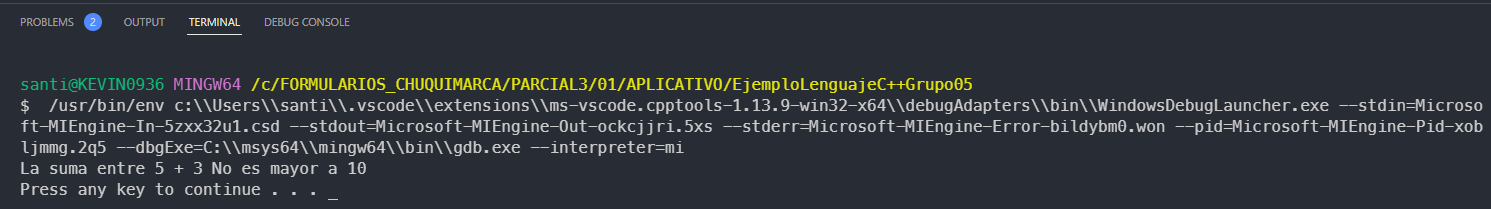 PROBLEMS 2 OUTPUT TERMINAL DEBUG CONSOLE
santi@KEVIN0936 MINGW64 /c/FORMULARIOS_CHUQUIMARCA/PARCIAL3/01/APLICATIVO/EjemploLenguajeC++Grupo05
$  /usr/bin/env c:\\Users\\santi\\.vscode\\extensions\\ms-vscode.cpptools-1.13.9-win32-x64\\debugAdapters\\bin\\WindowsDebugLauncher.exe --stdin=Microso
ft-MIEngine-In-5zxx32u1.csd --stdout=Microsoft-MIEngine-Out-ockcjjri.5xs --stderr=Microsoft-MIEngine-Error-bildybm0.won --pid=Microsoft-MIEngine-Pid-xob
ljmmg.2q5 --dbgExe=C:\\msys64\\mingw64\\bin\\gdb.exe --interpreter=mi
La suma entre 5 + 3 No es mayor a 10
Press any key to continue . . . _